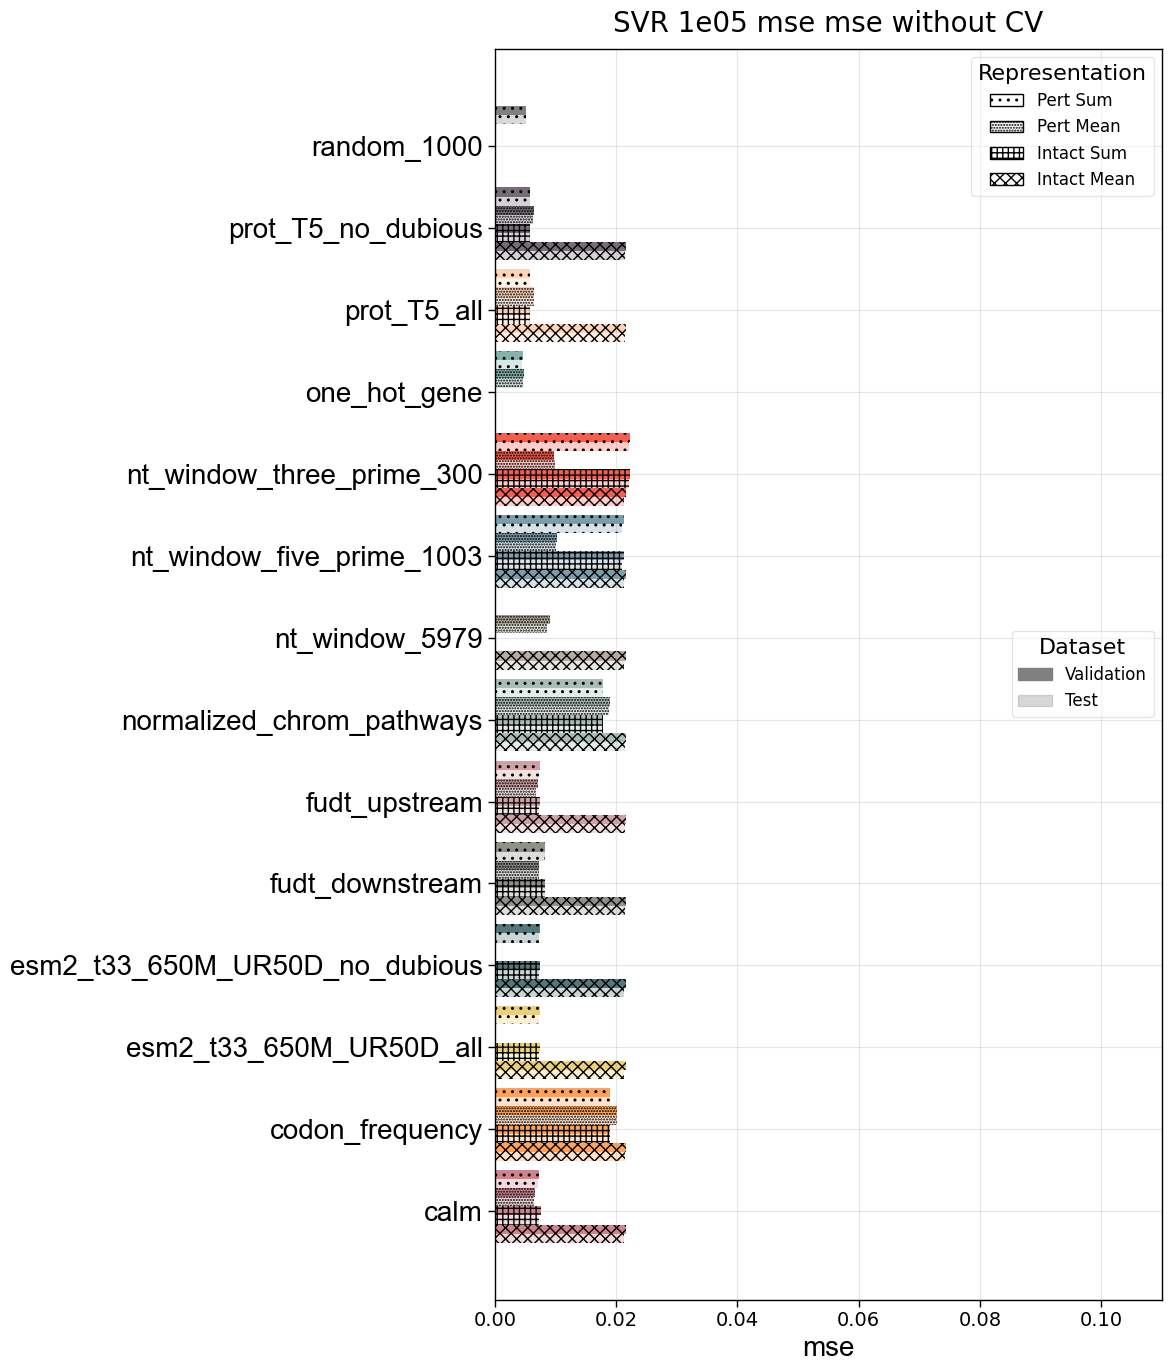 SVR 1e05 mse mse without CV
Representation
Pert Sum
Pert Mean
Intact Sum
Intact Mean
random_1000
prot_T5_no_dubious
prot_T5_all
one_hot_gene
nt_window_three_prime_300
nt_window_five_prime_1003
nt_window_5979
Dataset
Validation
Test
normalized_chrom_pathways
fudt_upstream
fudt_downstream
esm2_t33_650M_UR50D_no_dubious
esm2_t33_650M_UR50D_all
codon_frequency
calm
0.00 0.02 0.04 0.06 0.08 0.10
mse